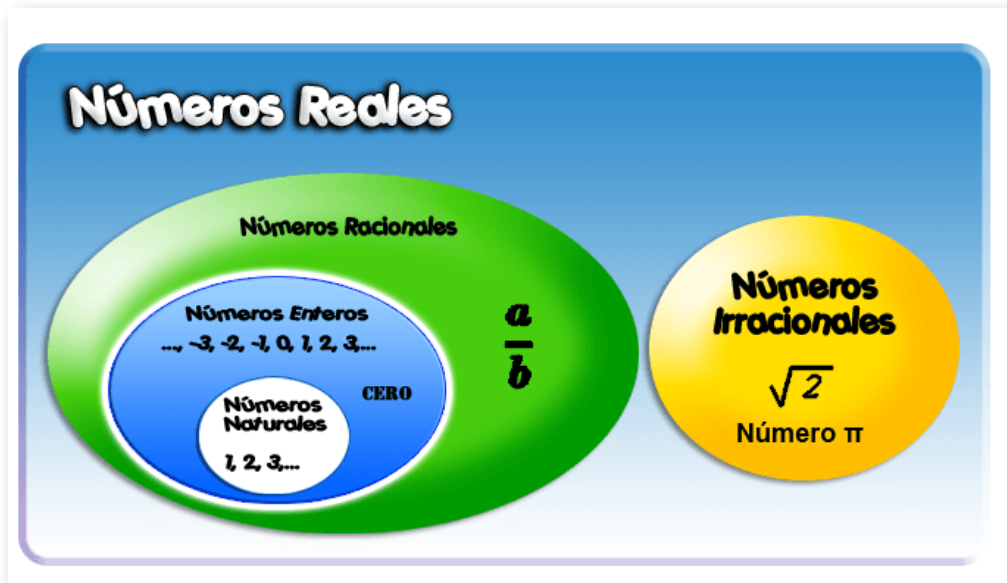 Números Reales
Números Racionales
Números Enteros
..., -3, -2, -1, 0, 1, 2, 3,...
CERO
Números
Naturales
1, 2, 3,...
a
b
Números
Irracionales
√2
Número π